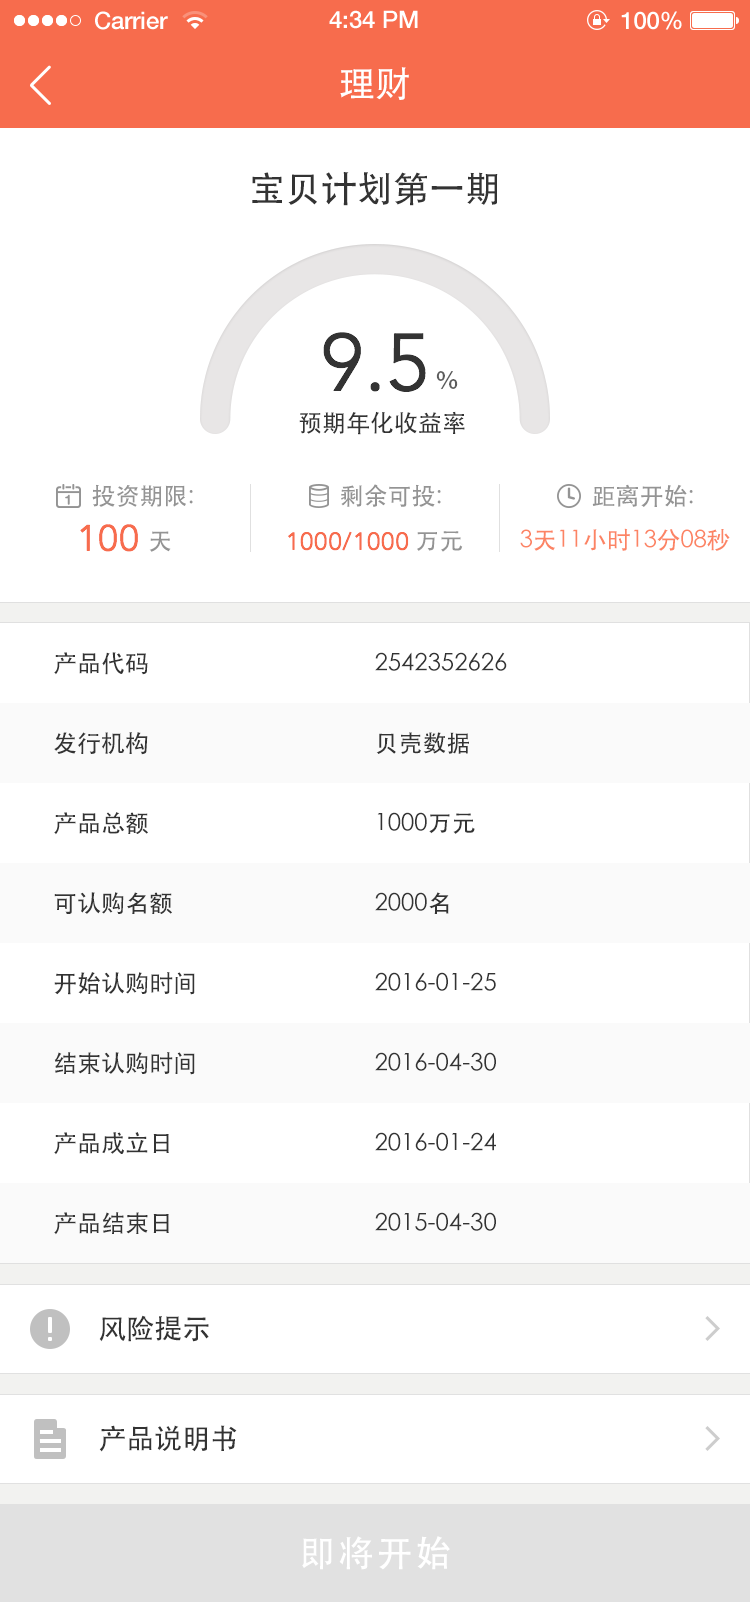 Carrier 4:34 PM 100%
理财
宝贝计划第一期
9.5%
预期年化收益率
投资期限: 剩余可投: 距离开始:
100 天 1000/1000 万元 3天11小时13分08秒
产品代码 2542352626
发行机构 贝壳数据
产品总额 1000万元
可认购名额 2000名
开始认购时间 2016-01-25
结束认购时间 2016-04-30
产品成立日 2016-01-24
产品结束日 2015-04-30
风险提示
产品说明书
即将开始